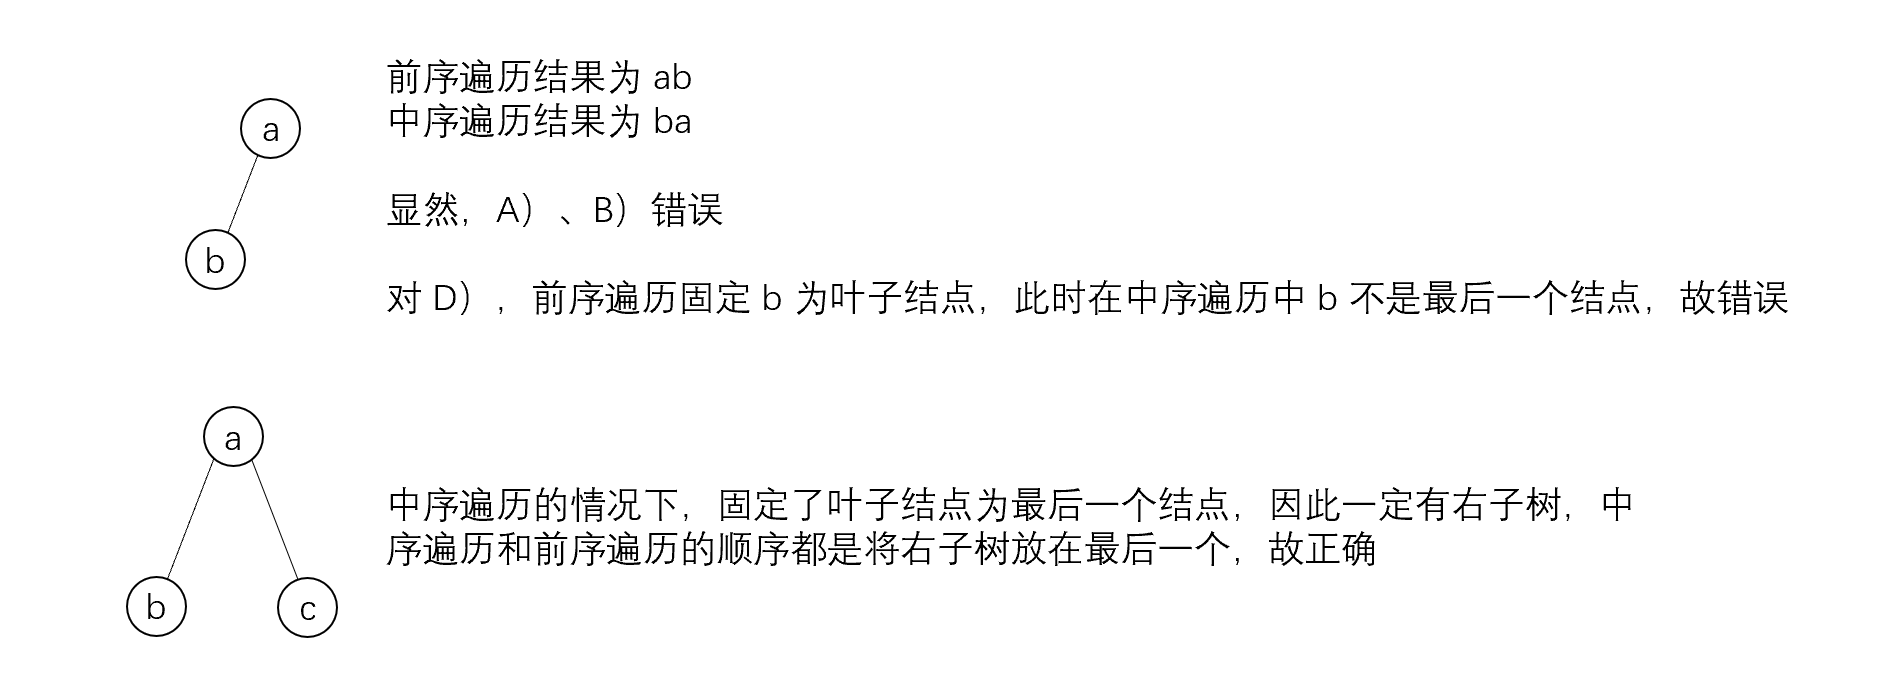 前序遍历结果为 ab
中序遍历结果为 ba
a
b
显然，A）、B）错误
对 D），前序遍历固定 b 为叶子结点，此时在中序遍历中 b 不是最后一个结点，故错误
a
b
c
中序遍历的情况下，固定了叶子结点为最后一个结点，因此一定有右子树，中
序遍历和前序遍历的顺序都是将右子树放在最后一个，故正确